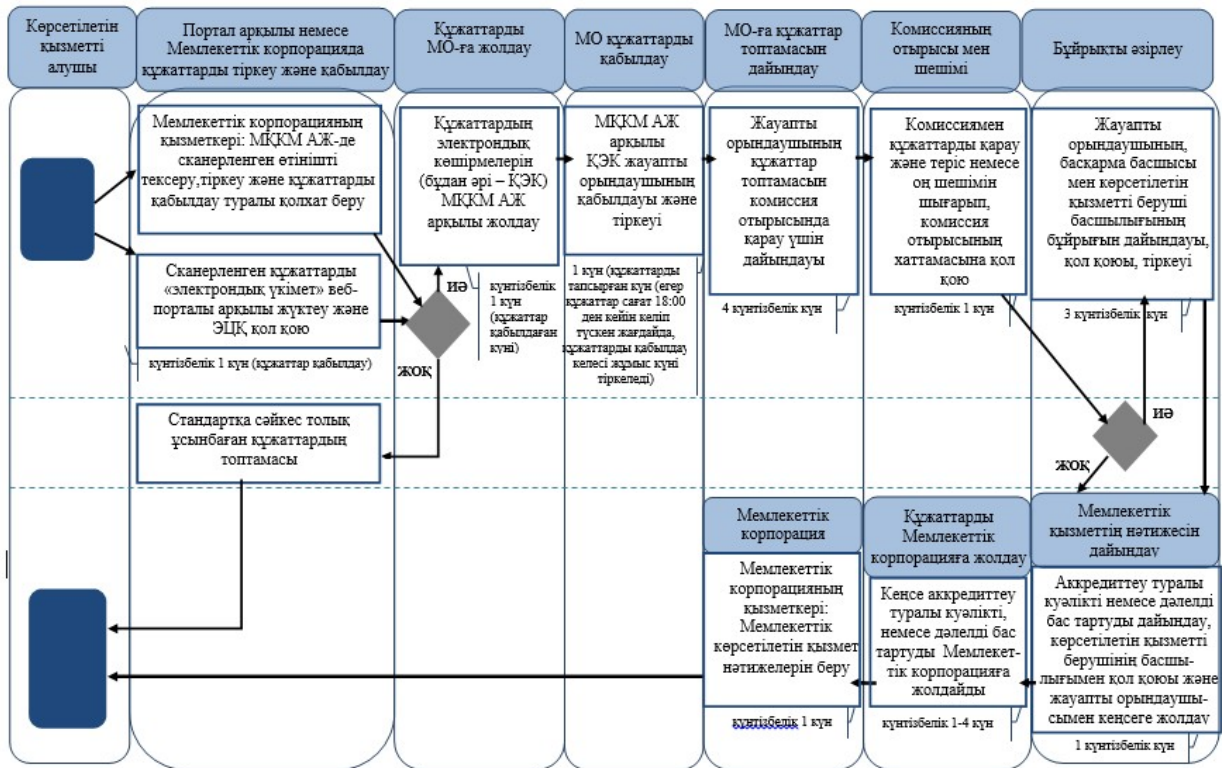 Көрсетілетін
қызметті
алушы
Портал арқылы немесе
Мемлекеттік корпорацияда
құжаттарды тіркеу және қабылдау
Құжаттарды
МО-ға жолдау
МО құжаттарды
қабылдау
МО-ға құжаттар
топтамасын
дайындау
Комиссияның
отырысы мен
шешімі
Бұйрықты әзірлеу
Мемлекеттік корпорацияның
қызметкері: МҚКМ АЖ-де
сканерленген өтінішті
тексеру,тіркеу және құжаттарды
қабылдау туралы қолхат беру
Сканерленген құжаттарды
«электрондық үкімет» веб-
порталы арқылы жүктеу және
ЭЦҚ қол қою
күнтізбелік 1 күн (құжаттар қабылдау)
Құжаттардың
электрондық
көшірмелерін
(бұдан әрі – ҚЭК)
МҚКМ АЖ
арқылы жолдау
иә
күнтізбелік
1 күн
(құжаттар
қабылдаған
күні)
жоқ
МҚКМ АЖ
арқылы
ҚЭК жауапты
орындаушының
қабылдауы және
тіркеуі
1 күн (құжаттарды
тапсырған күн (егер
құжаттар сағат 18:00
ден кейін келіп
түскен жағдайда,
құжаттарды қабылдау
келесі жұмыс күні
тіркеледі)
Жауапты
орындаушының
құжаттар
топтамасын
комиссия
отырысында
қарау үшін
дайындауы
4 күнтізбелік күн
Комиссиямен
құжаттарды қарау
және теріс немесе
оң шешімін
шығарып,
комиссия
отырысының
хаттамасына қол
қою
күнтізбелік 1 күн
Жауапты
орындаушының,
басқарма басшысы
мен көрсетілетін
қызметті беруші
басшылығының
бұйрығын дайындауы,
қол қоюы, тіркеуі
3 күнтізбелік күн
Стандартқа сәйкес толық
ұсынбаған құжаттардың
топтамасы
иә
жоқ
Мемлекеттік
корпорация
Құжаттарды
Мемлекеттік
корпорацияға жолдау
Мемлекеттік
қызметтің нәтижесін
дайындау
Мемлекеттік
корпорацияның
қызметкері:
Мемлекеттік
көрсетілетін қызмет
нәтижелерін беру
күнтізбелік 1 күн
Кеңсе аккредиттеу
туралы куәлікті,
немесе дәлелді бас
тартуды Мемлекет-
тік корпорацияға
жолдайды
күнтізбелік 1-4 күн
Аккредиттеу туралы
куәлікті немесе дәлелді
бас тартуды дайындау,
көрсетілетін қызметті
берушінің басшы-
лығымен қол қоюы және
жауапты орындаушы-
сымен кеңсеге жолдау
1 күнтізбелік күн